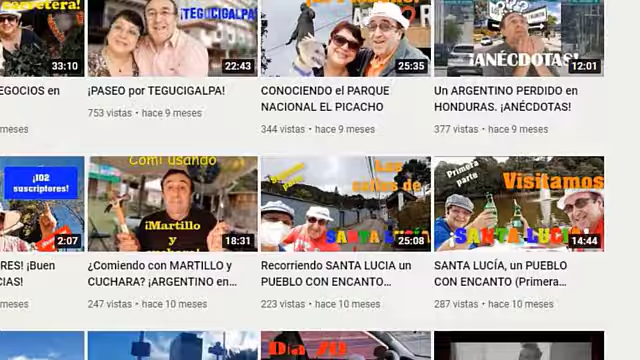 ¡TEGUCIGALPA!
33:10
22:43
25:35
¡ANÉCDOTAS!
12:01
EGOCIOS en
¡PASEO por TEGUCIGALPA!
CONOCIENDO el PARQUE
NACIONAL EL PICACHO
Un ARGENTINO PERDIDO en
HONDURAS. ¡ANÉCDOTAS!
meses
753 vistas • hace 9 meses
344 vistas • hace 9 meses
377 vistas • hace 9 meses
¡102
suscriptores!
2:07
Comí usando
¡Martillo
y
18:31
Segunda
parte
Las
calles de
SANTA LUCÍA
25:08
Primera
parte
Visitamos
¡SANTA LUCIA!
14:44
RES! ¡Buen
CIAS!
¿Comiendo con MARTILLO y
CUCHARA? ¡ARGENTINO en...
Recorriendo SANTA LUCIA un
PUEBLO CON ENCANTO...
SANTA LUCÍA, un PUEBLO
CON ENCANTO (Primera...
meses
247 vistas • hace 10 meses
223 vistas • hace 10 meses
287 vistas • hace 10 meses